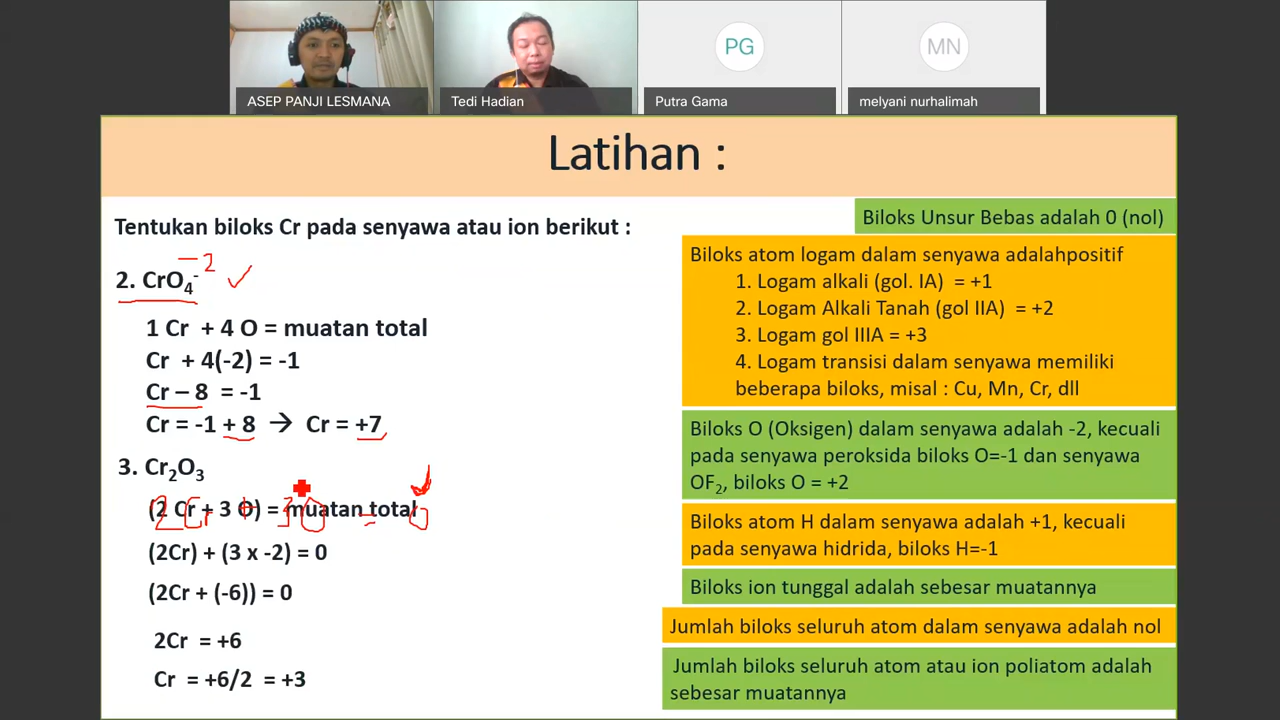 PG
MN
ASEP PANJI LESMANA
Tedi Hadian
Putra Gama
melyani nurhalimah
Latihan :
Tentukan biloks Cr pada senyawa atau ion berikut :
−2
2. CrO₄⁻ ✓
1 Cr + 4 O = muatan total
Cr + 4(-2) = -1
Cr – 8 = -1
Cr = -1 + 8 → Cr = +7
3. Cr₂O₃
(2 Cr + 3 O) = muatan total
2 Cr + 3 O = 0
(2Cr) + (3 x -2) = 0
(2Cr + (-6)) = 0
2Cr = +6
Cr = +6/2 = +3
Biloks Unsur Bebas adalah 0 (nol)
Biloks atom logam dalam senyawa adalahpositif
1. Logam alkali (gol. IA) = +1
2. Logam Alkali Tanah (gol IIA) = +2
3. Logam gol IIIA = +3
4. Logam transisi dalam senyawa memiliki
beberapa biloks, misal : Cu, Mn, Cr, dll
Biloks O (Oksigen) dalam senyawa adalah -2, kecuali
pada senyawa peroksida biloks O=-1 dan senyawa
OF₂, biloks O = +2
Biloks atom H dalam senyawa adalah +1, kecuali
pada senyawa hidrida, biloks H=-1
Biloks ion tunggal adalah sebesar muatannya
Jumlah biloks seluruh atom dalam senyawa adalah nol
Jumlah biloks seluruh atom atau ion poliatom adalah
sebesar muatannya